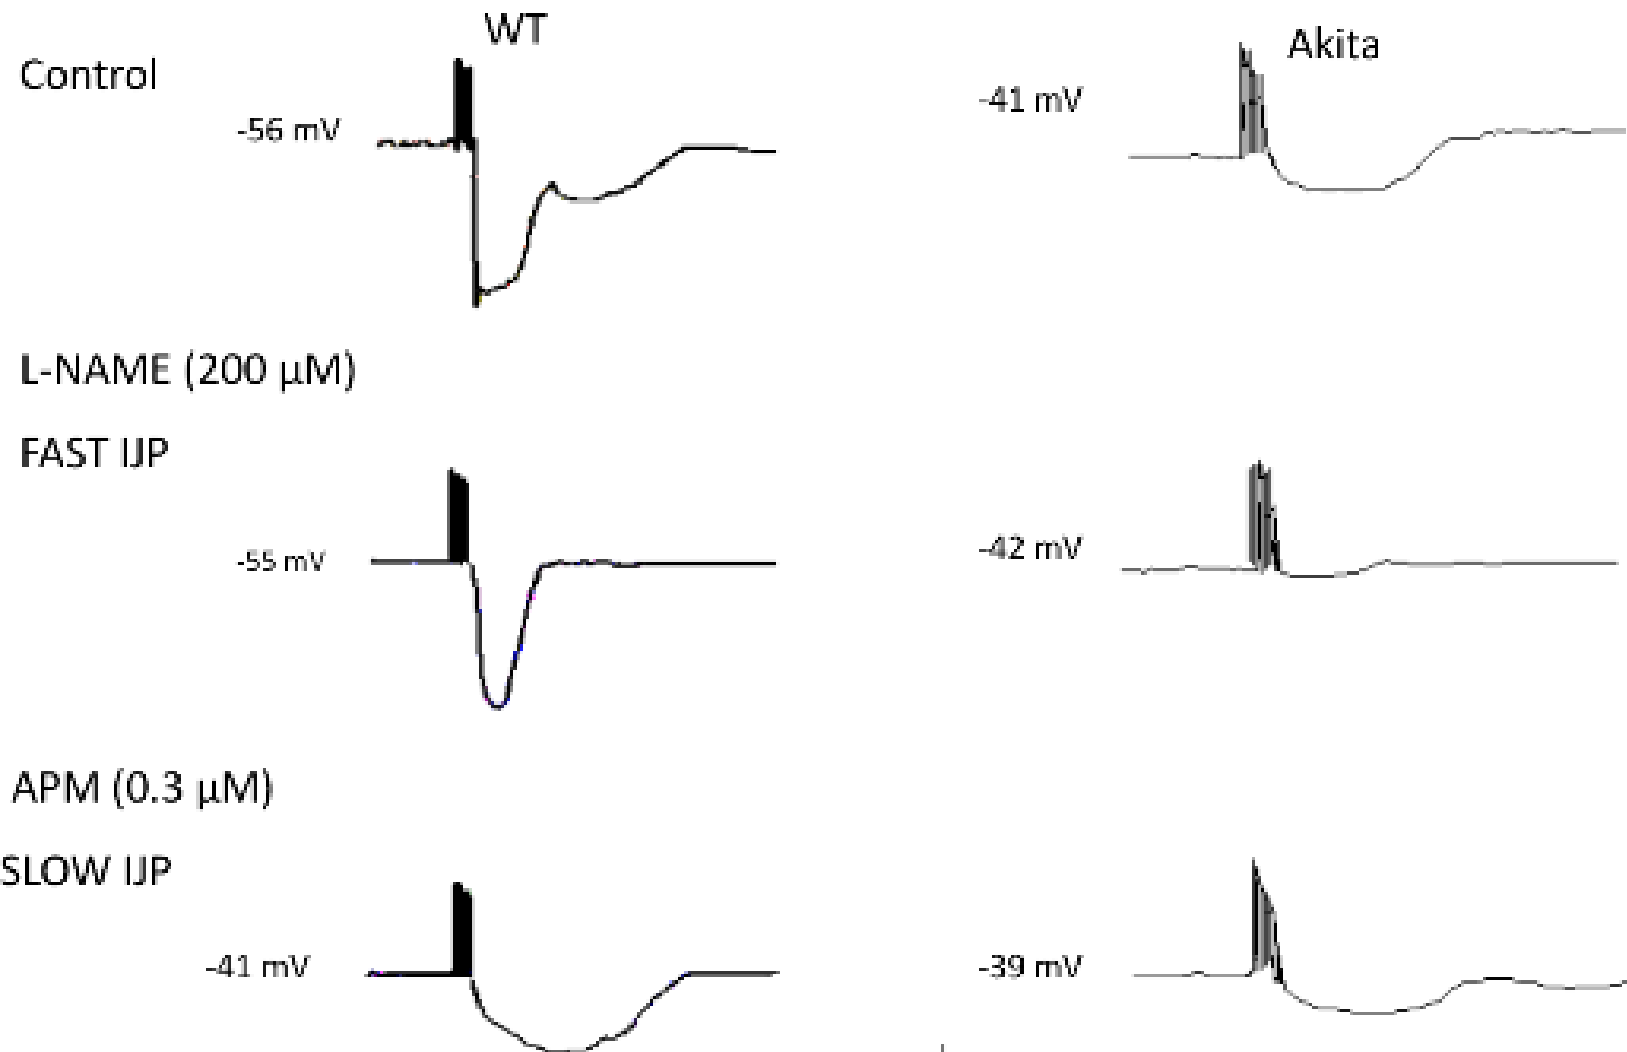 WT
Akita
Control
-56 mV
-41 mV
L-NAME (200 μM)
FAST IJP
-55 mV
-42 mV
APM (0.3 μM)
SLOW IJP
-41 mV
-39 mV